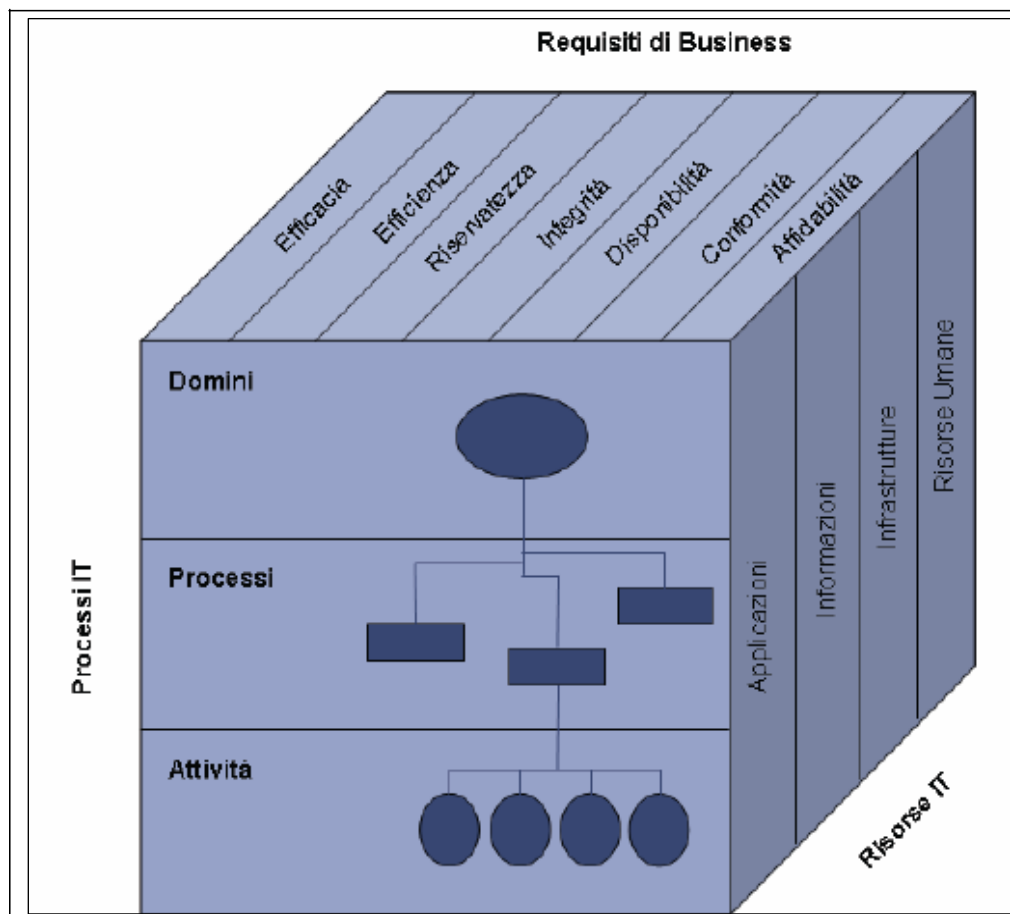 Requisiti di Business
Efficacia
Efficienza
Riservatezza
Integrità
Disponibilità
Conformità
Affidabilità
Domini
Processi
Attività
Processi IT
Applicazioni
Informazioni
Infrastrutture
Risorse Umane
Risorse IT